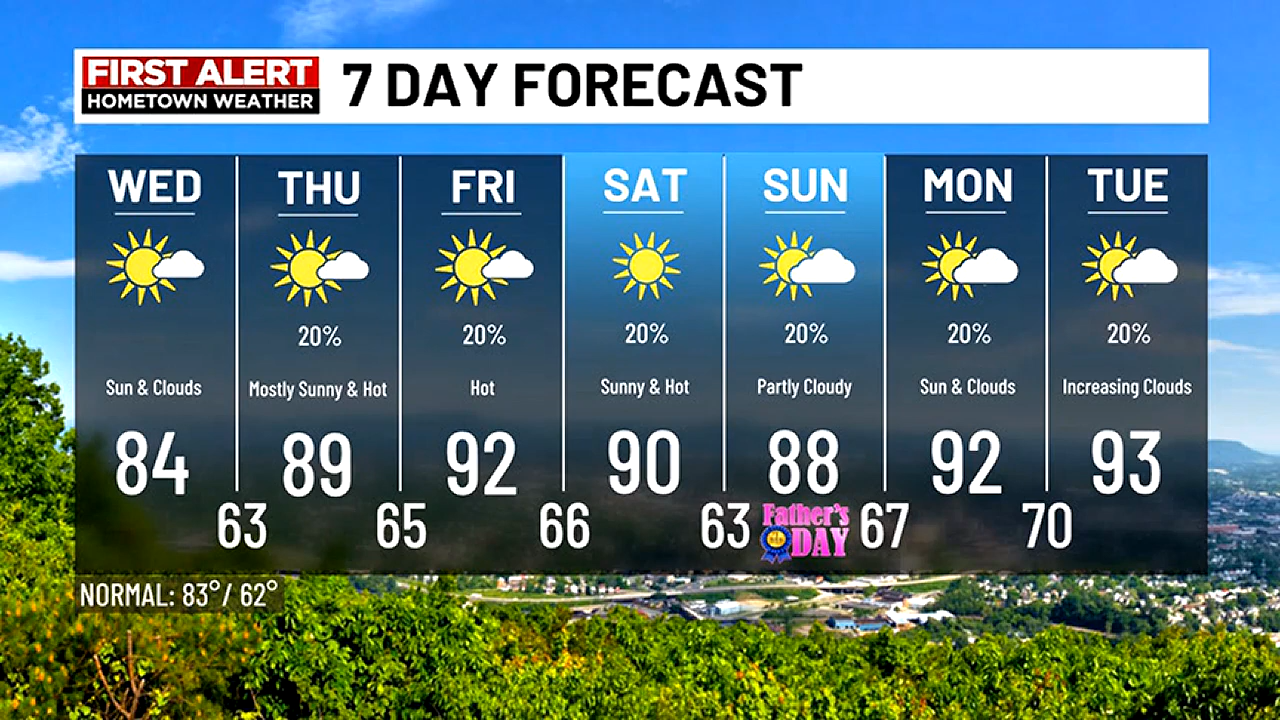 FIRST ALERT
HOMETOWN WEATHER
7 DAY FORECAST
WED THU FRI SAT SUN MON TUE
20% 20% 20% 20% 20% 20%
Sun & Clouds Mostly Sunny & Hot Hot Sunny & Hot Partly Cloudy Sun & Clouds Increasing Clouds
84 89 92 90 88 92 93
63 65 66 63 Father's DAY 67 70
NORMAL: 83°/ 62°